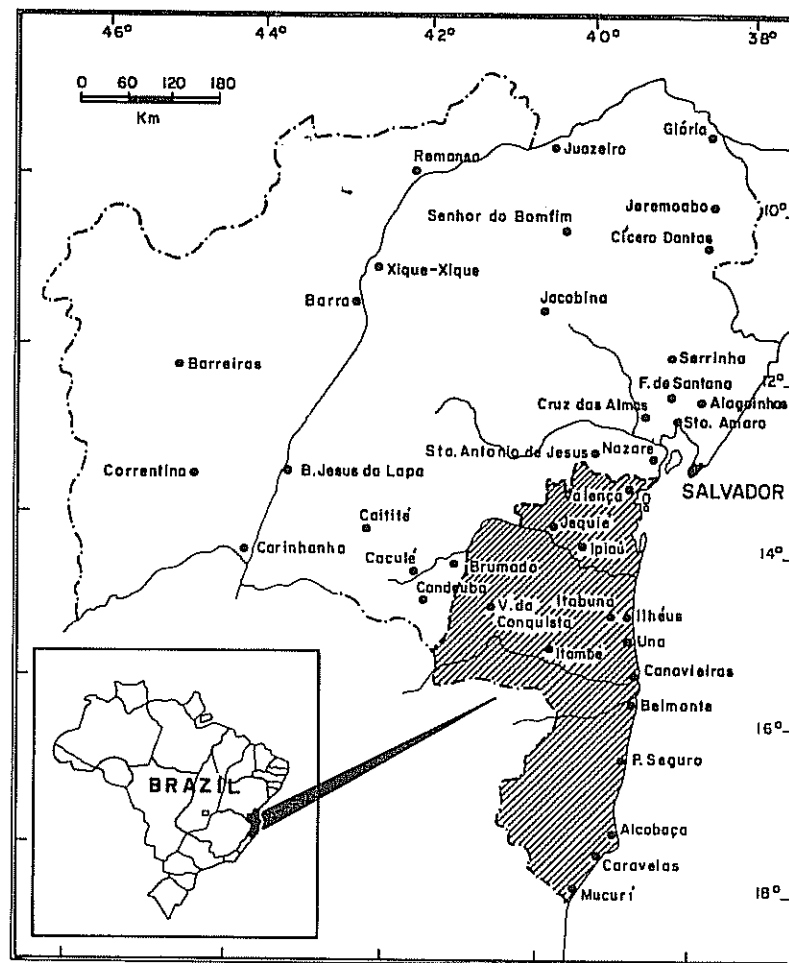 46° 44° 42° 40° 38°
0 60 120 180
Km
Glória
Juazeiro
Remanso
Jeremoabo
10°
Senhor do Bomfim
Cícero Dantas
Xique-Xique
Barra
Jacobina
Serrinha
Barreiras
F. de Santana
12°
Cruz das Almas
Alagoinhas
Sto. Amaro
Sta. Antonio de Jesus
Nazaré
Correntina
B. Jesus da Lapa
SALVADOR
Valença
Caitité
Jequié
Ipiaú
Carinhanha
Caculé
Brumado
14°
Candeuba
Itabuna
V. da
Conquista
Ilhéus
Una
Itambé
Canavieiras
Belmonte
16°
P. Seguro
BRAZIL
Alcobaça
Caravelas
Mucurí
18°